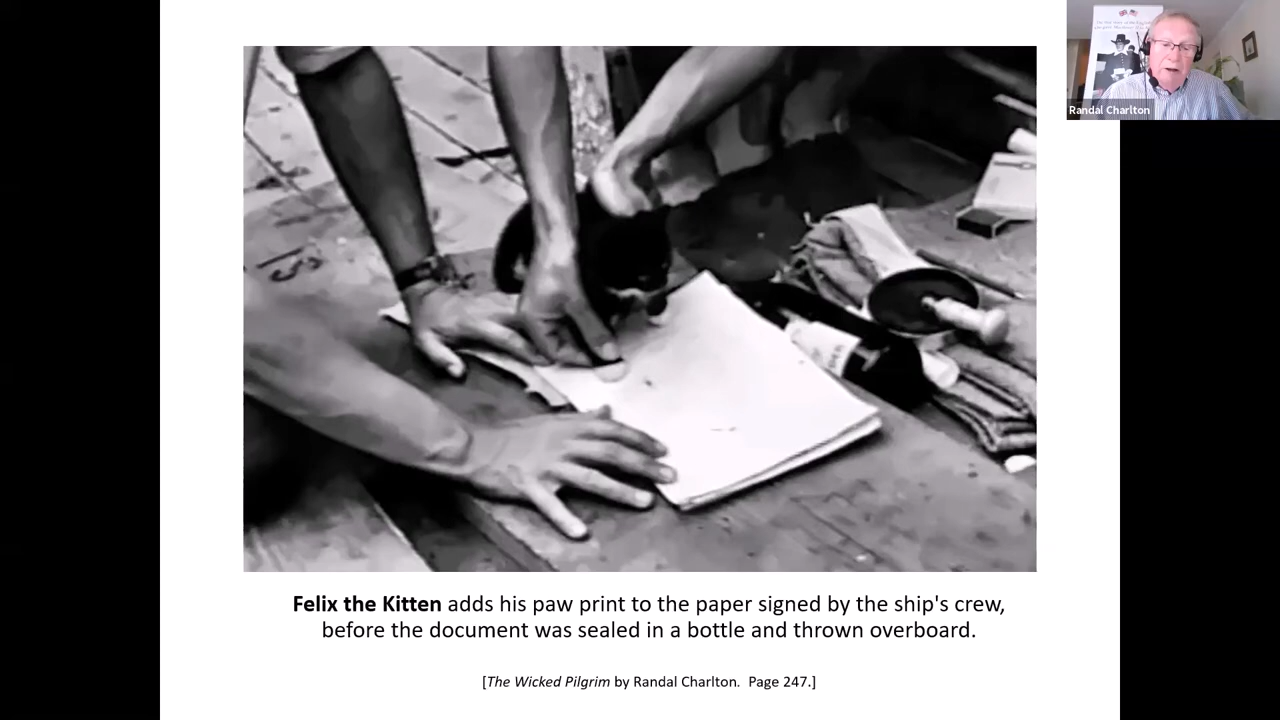 Randal Charlton
Felix the Kitten adds his paw print to the paper signed by the ship's crew,
before the document was sealed in a bottle and thrown overboard.
[The Wicked Pilgrim by Randal Charlton.  Page 247.]